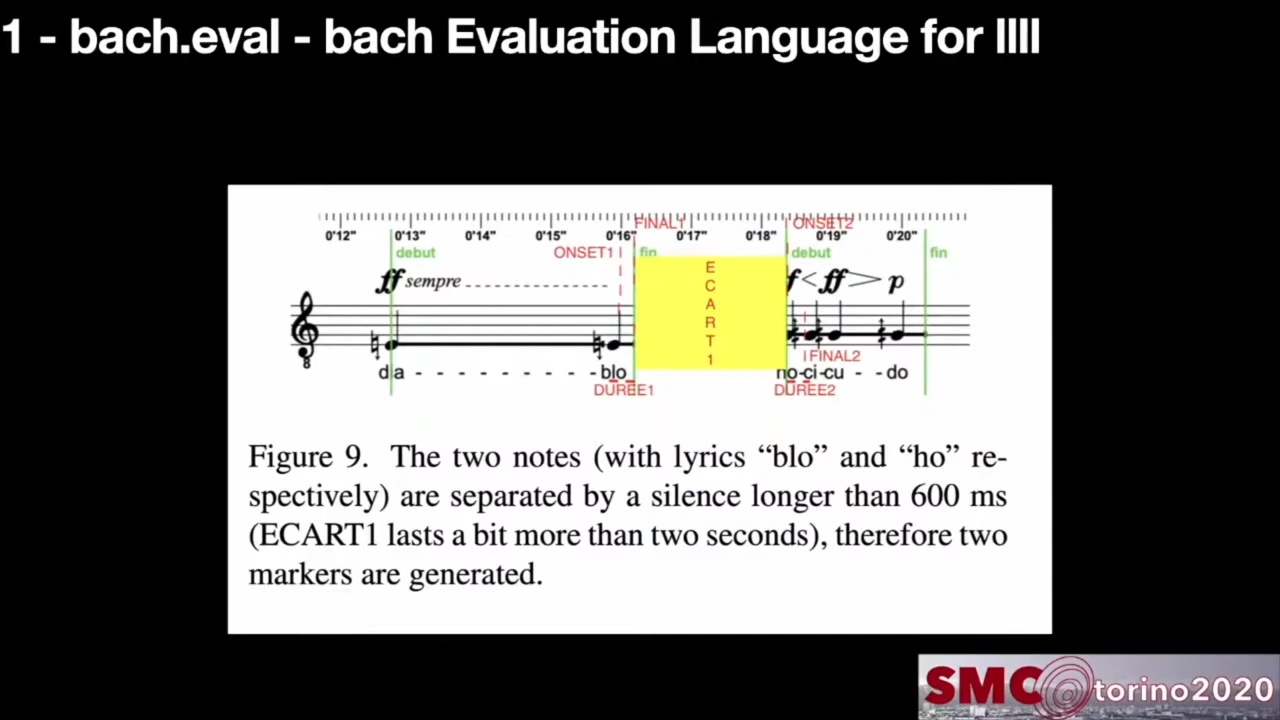 1 - bach.eval - bach Evaluation Language for llll
FINAL1 ONSET2
0'12" 0'13" 0'14" 0'15" 0'16" 0'17" 0'18" 0'19" 0'20"
debut ONSET1 fin debut fin
ff sempre f < ff > p
E
C
A
R
T
1
8
FINAL2
dia - - - - - - - - blo ho-ci-cu - - do
DUREE1 DUREE2
Figure 9. The two notes (with lyrics “blo” and “ho” re-
spectively) are separated by a silence longer than 600 ms
(ECART1 lasts a bit more than two seconds), therefore two
markers are generated.
SMC@torino2020